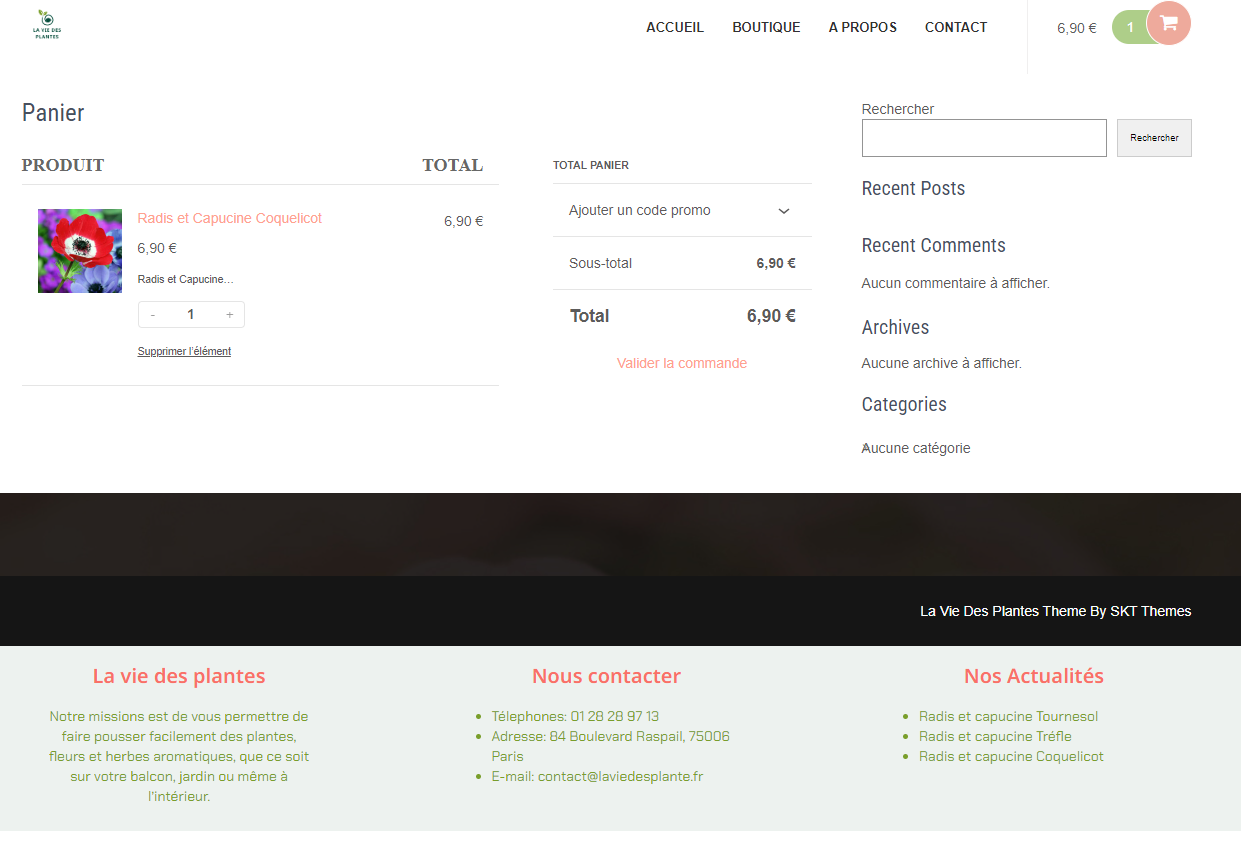 LA VIE DES
PLANTES
ACCUEIL BOUTIQUE A PROPOS CONTACT 6,90 € 1
Panier
PRODUIT TOTAL
Radis et Capucine Coquelicot 6,90 €
6,90 €
Radis et Capucine…
- 1 +
Supprimer l'élément
TOTAL PANIER
Ajouter un code promo
Sous-total 6,90 €
Total 6,90 €
Valider la commande
Rechercher
Rechercher
Recent Posts
Recent Comments
Aucun commentaire à afficher.
Archives
Aucune archive à afficher.
Categories
Aucune catégorie
La Vie Des Plantes Theme By SKT Themes
La vie des plantes
Notre missions est de vous permettre de
faire pousser facilement des plantes,
fleurs et herbes aromatiques, que ce soit
sur votre balcon, jardin ou même à
l'intérieur.
Nous contacter
Télephones: 01 28 28 97 13
Adresse: 84 Boulevard Raspail, 75006
Paris
E-mail: contact@laviedesplante.fr
Nos Actualités
Radis et capucine Tournesol
Radis et capucine Tréfle
Radis et capucine Coquelicot